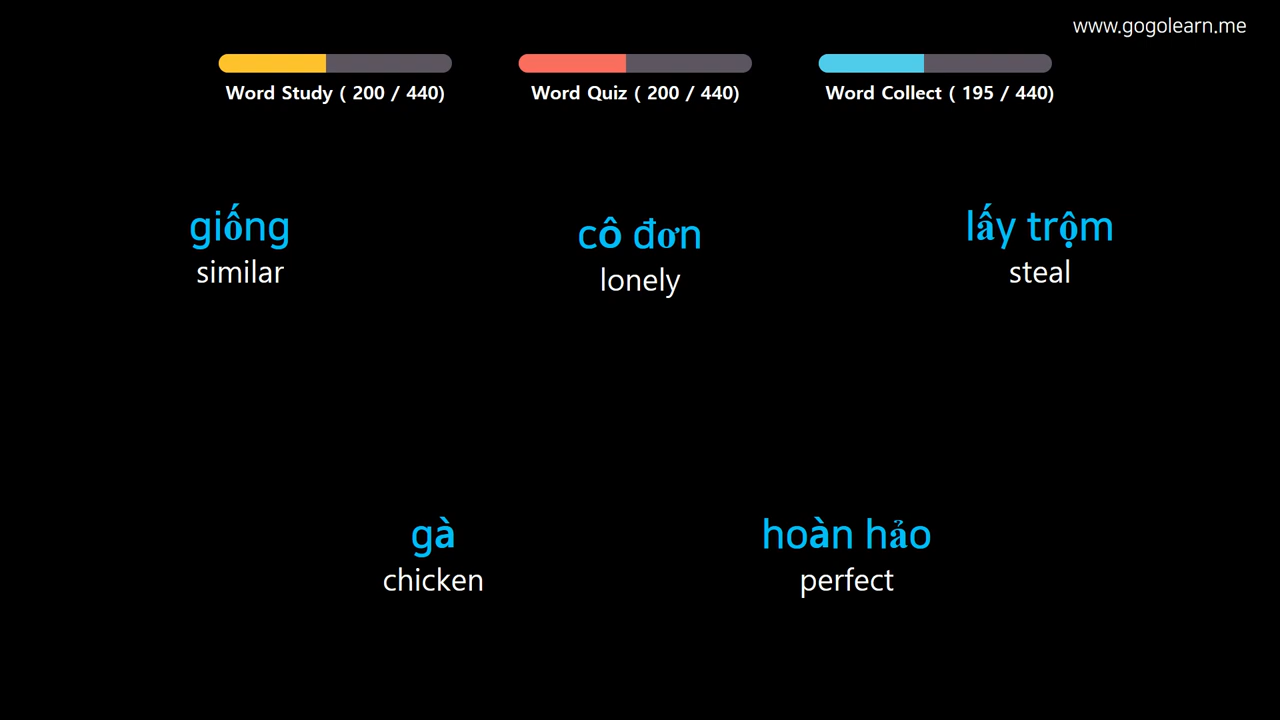 www.gogolearn.me
Word Study ( 200 / 440)
Word Quiz ( 200 / 440)
Word Collect ( 195 / 440)
giống
similar
cô đơn
lonely
lấy trộm
steal
gà
chicken
hoàn hảo
perfect